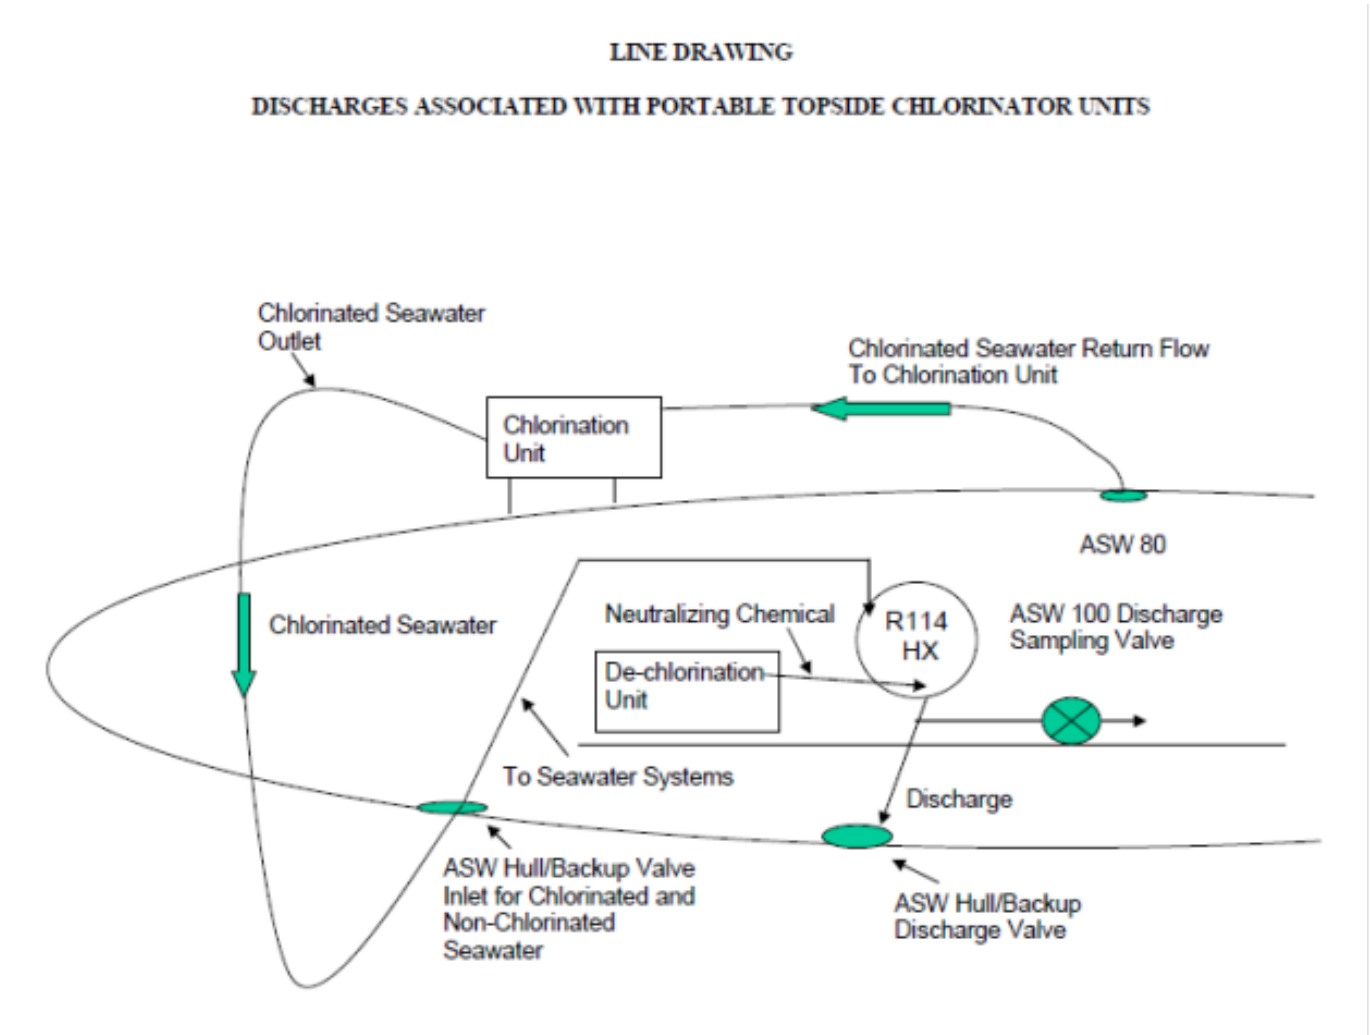 LINE DRAWING
DISCHARGES ASSOCIATED WITH PORTABLE TOPSIDE CHLORINATOR UNITS
Chlorinated Seawater
Outlet
Chlorinated Seawater Return Flow
To Chlorination Unit
Chlorination
Unit
ASW 80
Chlorinated Seawater
Neutralizing Chemical
R114
HX
ASW 100 Discharge
Sampling Valve
De-chlorination
Unit
To Seawater Systems
Discharge
ASW Hull/Backup Valve
Inlet for Chlorinated and
Non-Chlorinated
Seawater
ASW Hull/Backup
Discharge Valve